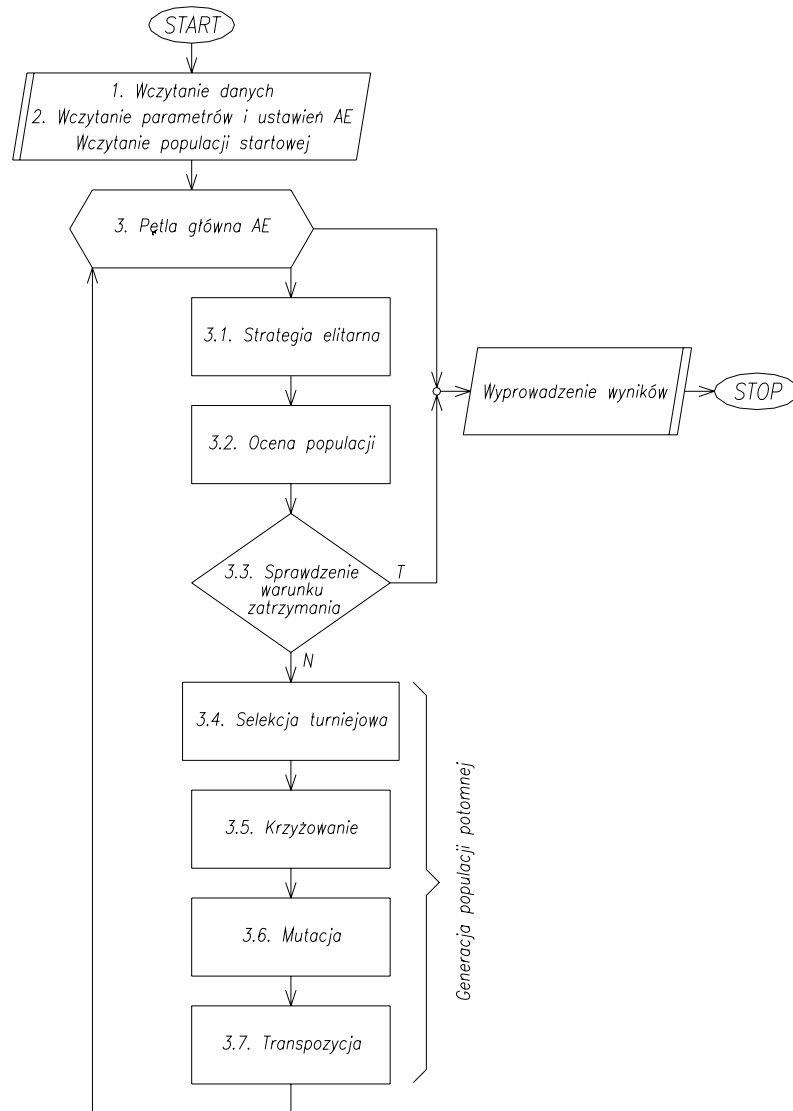 START
1. Wczytanie danych
2. Wczytanie parametrów i ustawień AE
Wczytanie populacji startowej
3. Pętla główna AE
3.1. Strategia elitarna
3.2. Ocena populacji
Wyprowadzenie wyników
STOP
3.3. Sprawdzenie
warunku
zatrzymania
T
N
3.4. Selekcja turniejowa
3.5. Krzyżowanie
3.6. Mutacja
3.7. Transpozycja
Generacja populacji potomnej